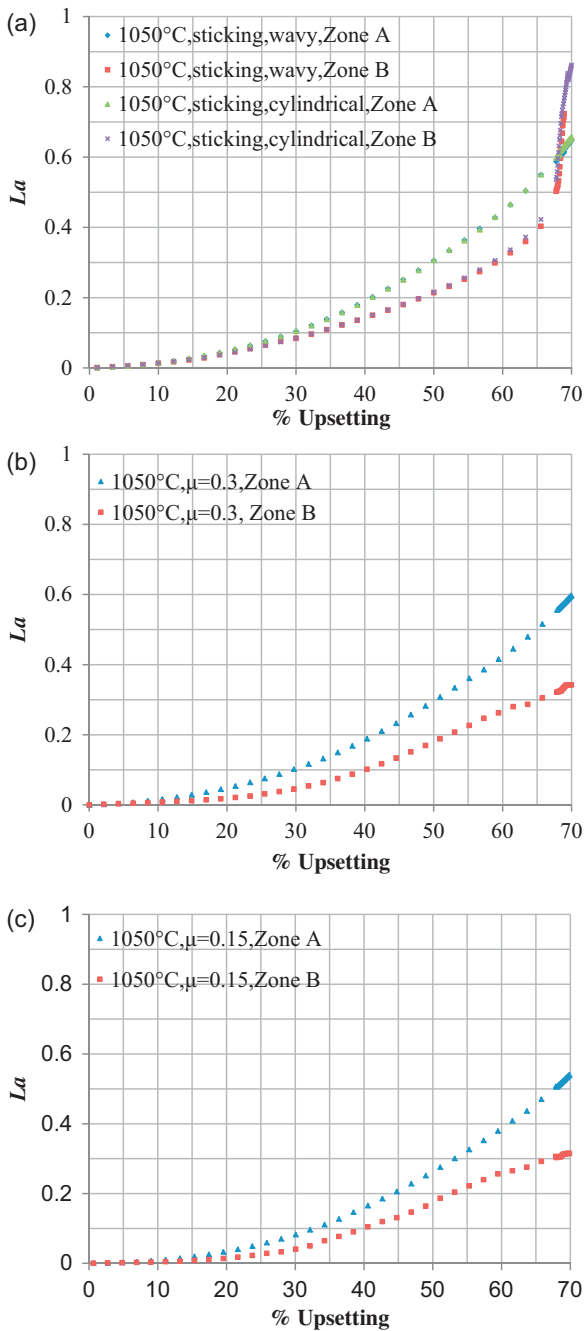 (a)
1050°C,sticking,wavy,Zone A
1050°C,sticking,wavy,Zone B
1050°C,sticking,cylindrical,Zone A
1050°C,sticking,cylindrical,Zone B
1
0.8
0.6
0.4
0.2
0
La
0 10 20 30 40 50 60 70
% Upsetting
(b)
1050°C,μ=0.3,Zone A
1050°C,μ=0.3, Zone B
1
0.8
0.6
0.4
0.2
0
La
0 10 20 30 40 50 60 70
% Upsetting
(c)
1050°C,μ=0.15,Zone A
1050°C,μ=0.15,Zone B
1
0.8
0.6
0.4
0.2
0
La
0 10 20 30 40 50 60 70
% Upsetting